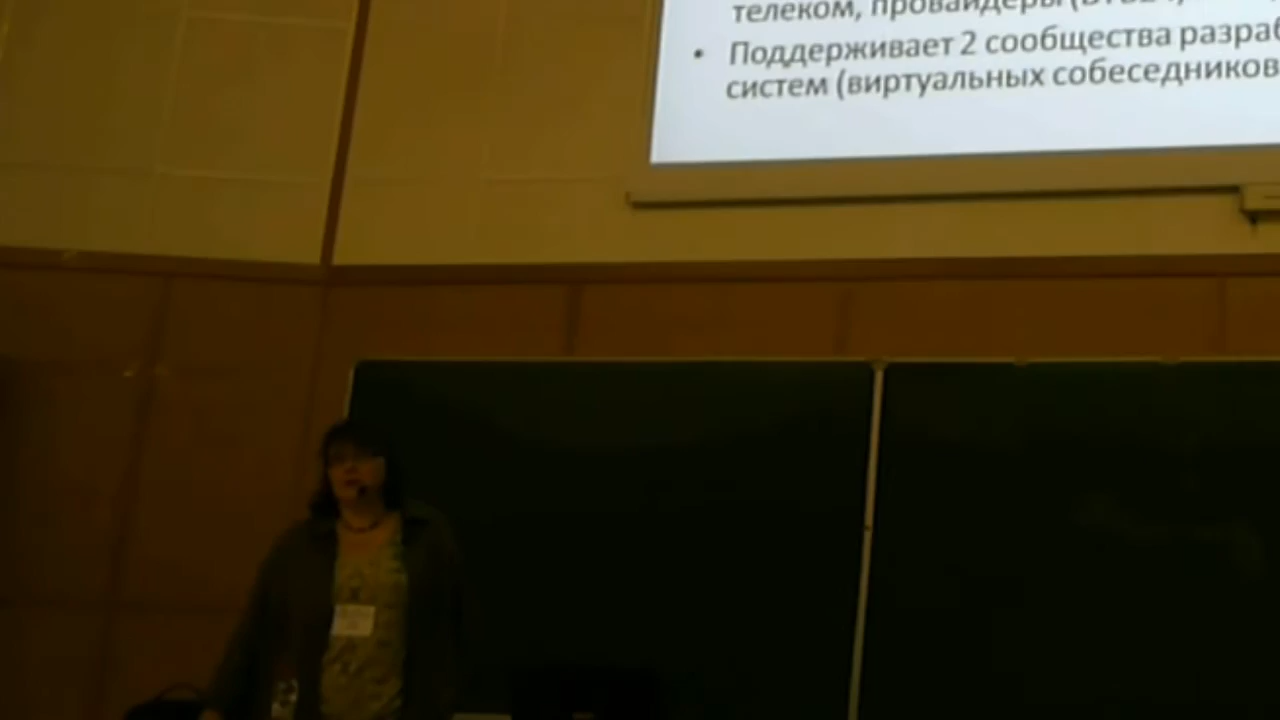 телеком, провайдеры
• Поддерживает 2 сообщества
систем (виртуальных собеседников